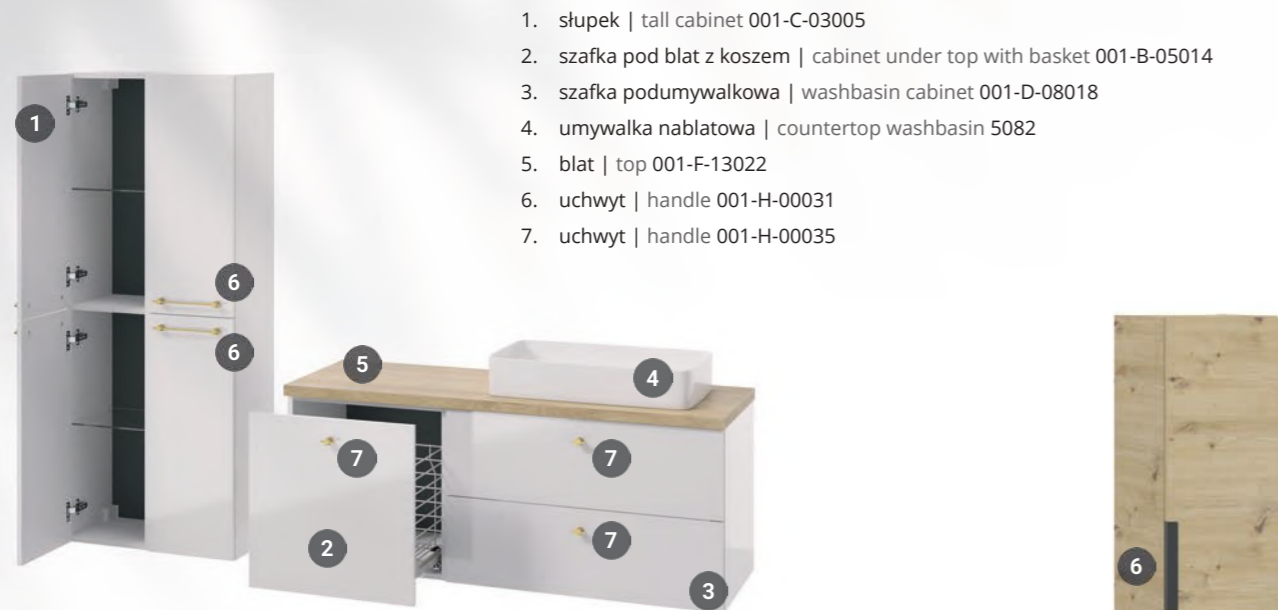 1. słupek | tall cabinet 001-C-03005
2. szafka pod blat z koszem | cabinet under top with basket 001-B-05014
3. szafka podumywalkowa | washbasin cabinet 001-D-08018
4. umywalka nablatowa | countertop washbasin 5082
5. blat | top 001-F-13022
6. uchwyt | handle 001-H-00031
7. uchwyt | handle 001-H-00035
1
6
6
5
4
7
7
7
2
3
6